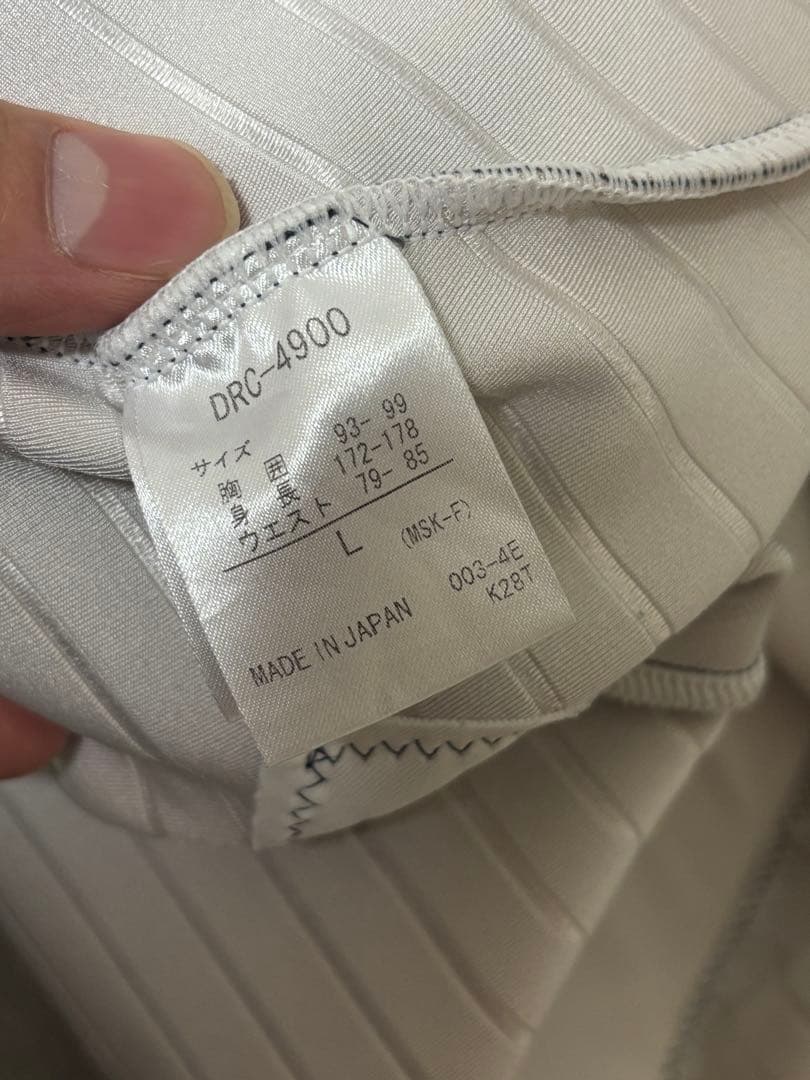 DRC-4900
サイズ
胸 囲 93- 99
身 長 172-178
ウエスト 79- 85
L (MSK-F)
003-4E
K28T
MADE IN JAPAN